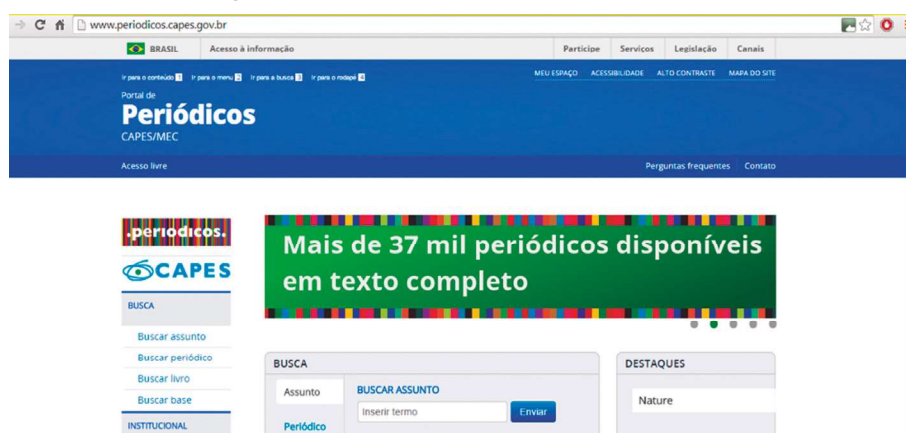 www.periodicos.capes.gov.br
BRASIL Acesso à informação Participe Serviços Legislação Canais
Ir para o conteúdo 1 Ir para o menu 2 Ir para a busca 3 Ir para o rodapé 4 MEU ESPAÇO ACESSIBILIDADE ALTO CONTRASTE MAPA DO SITE
Portal de
Periódicos
CAPES/MEC
Acesso livre Perguntas frequentes Contato
.periodicos.
CAPES
Mais de 37 mil periódicos disponíveis
em texto completo
BUSCA
Buscar assunto
Buscar periódico
Buscar livro
Buscar base
INSTITUCIONAL
BUSCA
Assunto
Periódico
BUSCAR ASSUNTO
Inserir termo Enviar
DESTAQUES
Nature